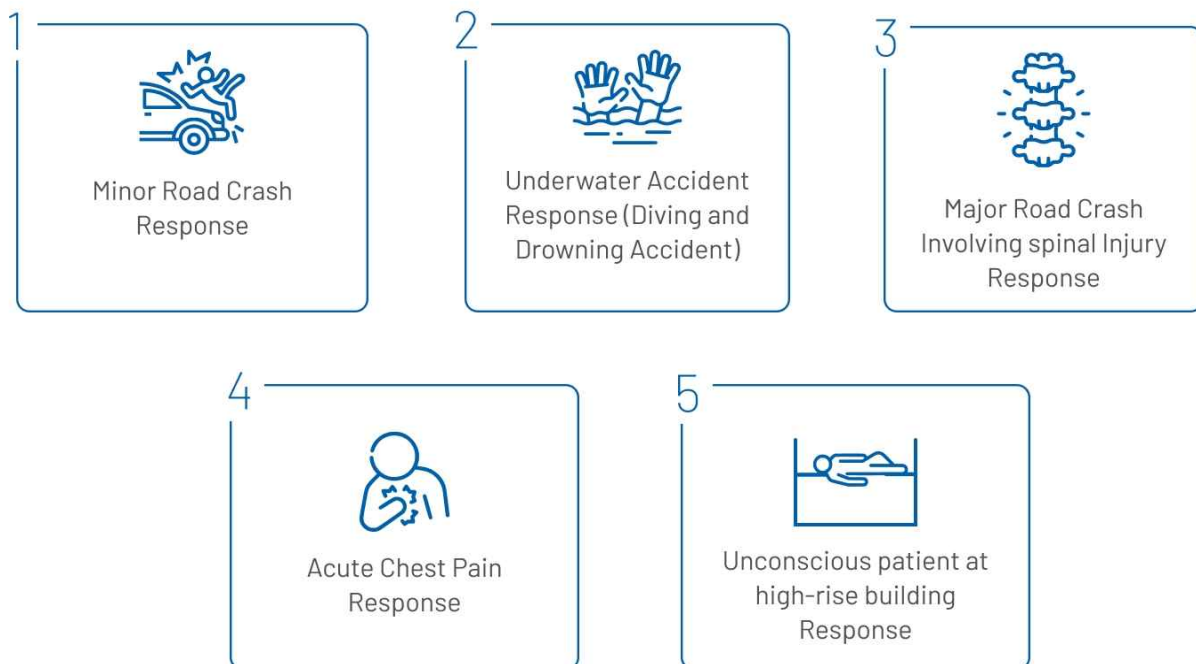 1
Minor Road Crash
Response
2
Underwater Accident
Response (Diving and
Drowning Accident)
3
Major Road Crash
Involving spinal Injury
Response
4
Acute Chest Pain
Response
5
Unconscious patient at
high-rise building
Response